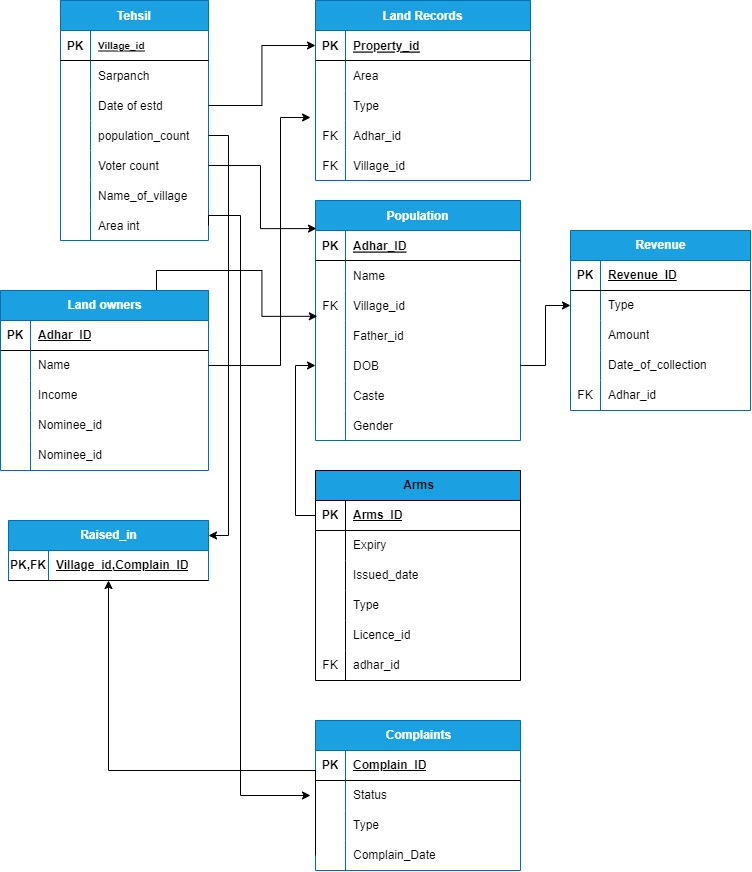 Tehsil
PK Village_id
Sarpanch
Date of estd
population_count
Voter count
Name_of_village
Area int
Land Records
PK Property_id
Area
Type
FK Adhar_id
FK Village_id
Population
PK Adhar_ID
Name
FK Village_id
Father_id
DOB
Caste
Gender
Revenue
PK Revenue_ID
Type
Amount
Date_of_collection
FK Adhar_id
Land owners
PK Adhar_ID
Name
Income
Nominee_id
Nominee_id
Arms
PK Arms_ID
Expiry
Issued_date
Type
Licence_id
FK adhar_id
Raised_in
PK,FK Village_id,Complain_ID
Complaints
PK Complain_ID
Status
Type
Complain_Date